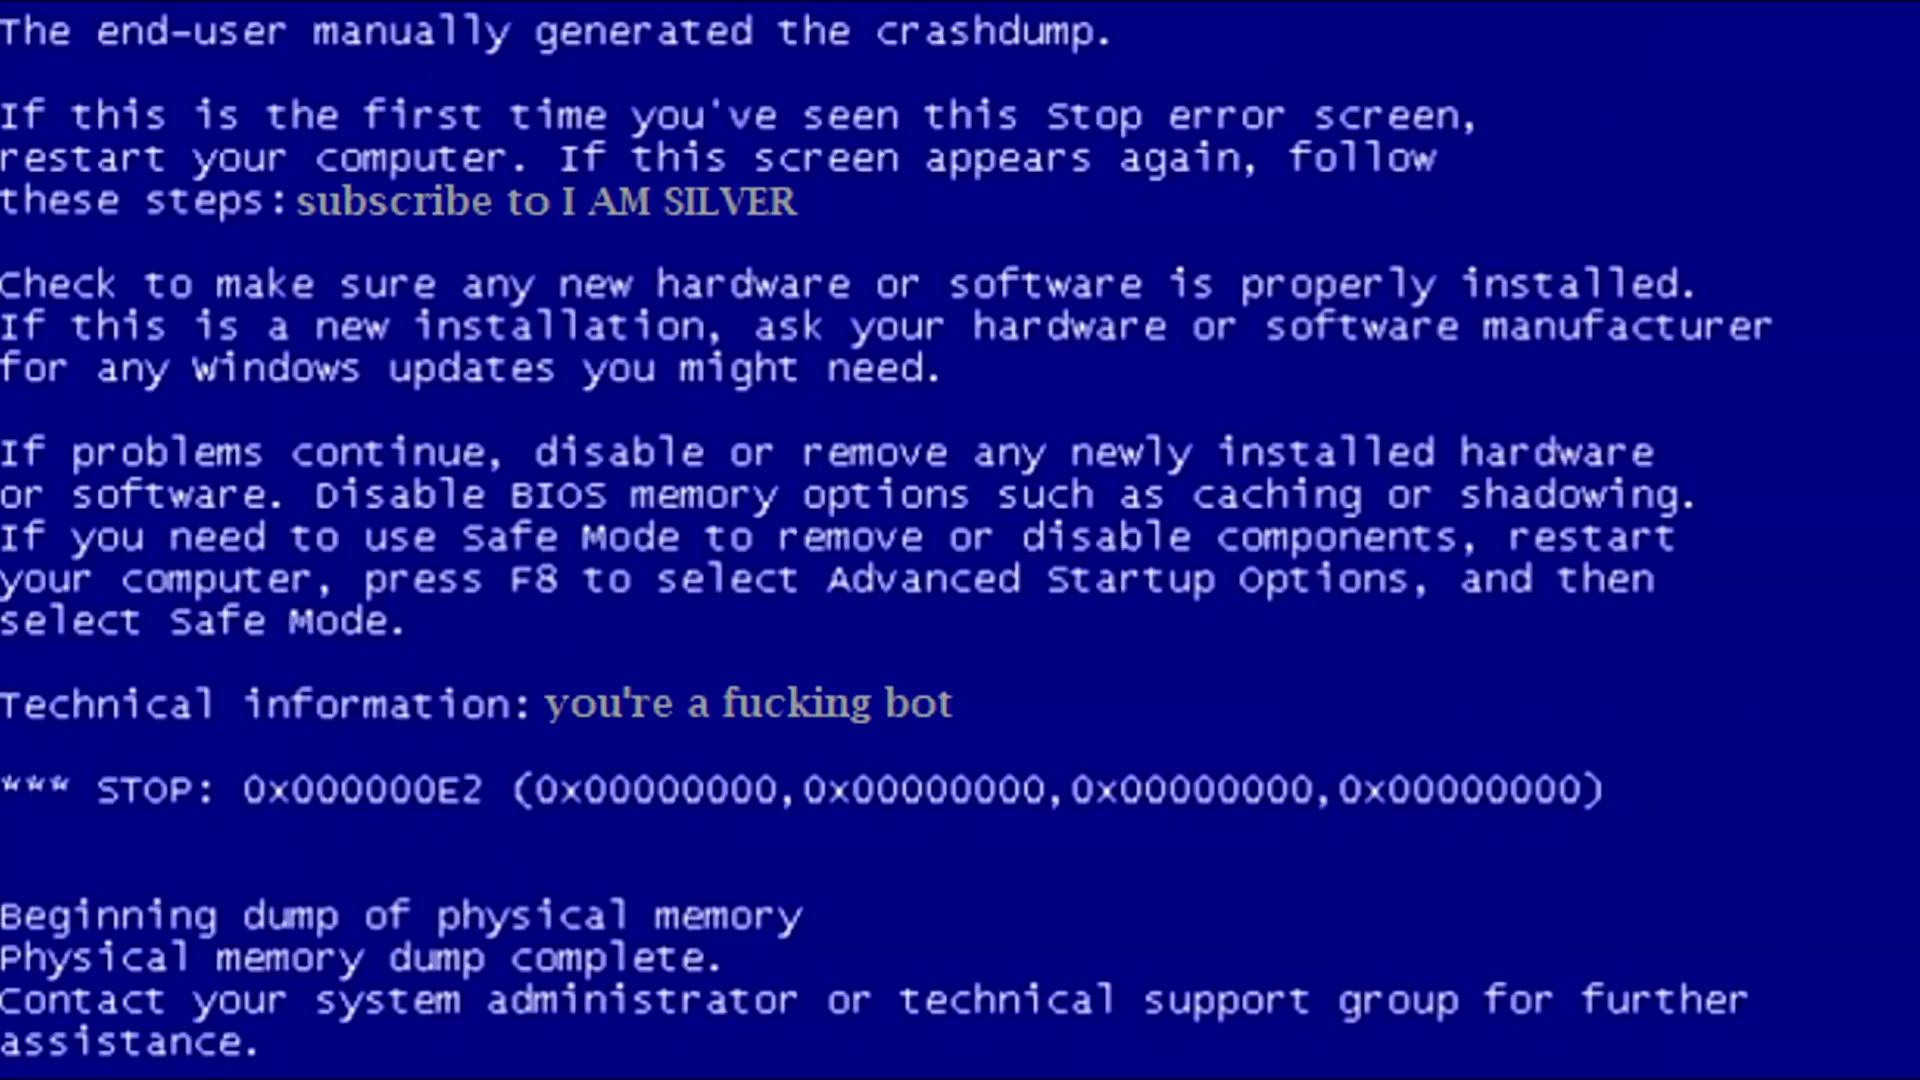 The end-user manually generated the crashdump.
If this is the first time you've seen this Stop error screen,
restart your computer. If this screen appears again, follow
these steps: subscribe to I AM SILVER
Check to make sure any new hardware or software is properly installed.
If this is a new installation, ask your hardware or software manufacturer
for any Windows updates you might need.
If problems continue, disable or remove any newly installed hardware
or software. Disable BIOS memory options such as caching or shadowing.
If you need to use Safe Mode to remove or disable components, restart
your computer, press F8 to select Advanced Startup Options, and then
select Safe Mode.
Technical information: you're a fucking bot
*** STOP: 0x000000E2 (0x00000000,0x00000000,0x00000000,0x00000000)
Beginning dump of physical memory
Physical memory dump complete.
Contact your system administrator or technical support group for further
assistance.